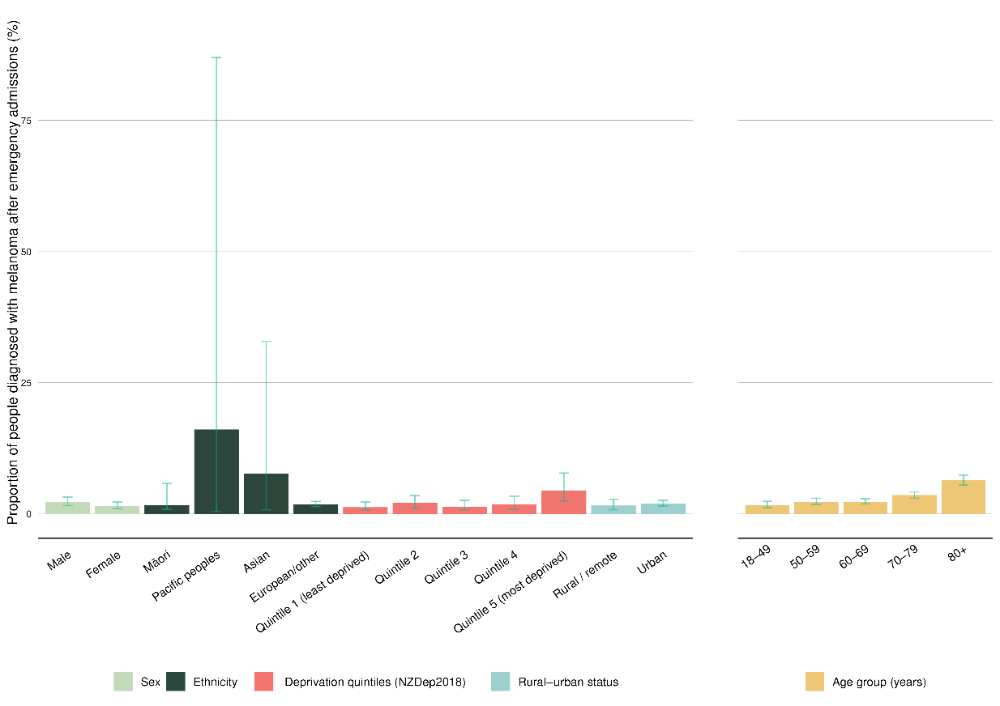 Proportion of people diagnosed with melanoma after emergency admissions (%)
75
50
25
0
Male
Female
Māori
Pacific peoples
Asian
European/other
Quintile 1 (least deprived)
Quintile 2
Quintile 3
Quintile 4
Quintile 5 (most deprived)
Rural / remote
Urban
18–49
50–59
60–69
70–79
80+
Sex
Ethnicity
Deprivation quintiles (NZDep2018)
Rural–urban status
Age group (years)